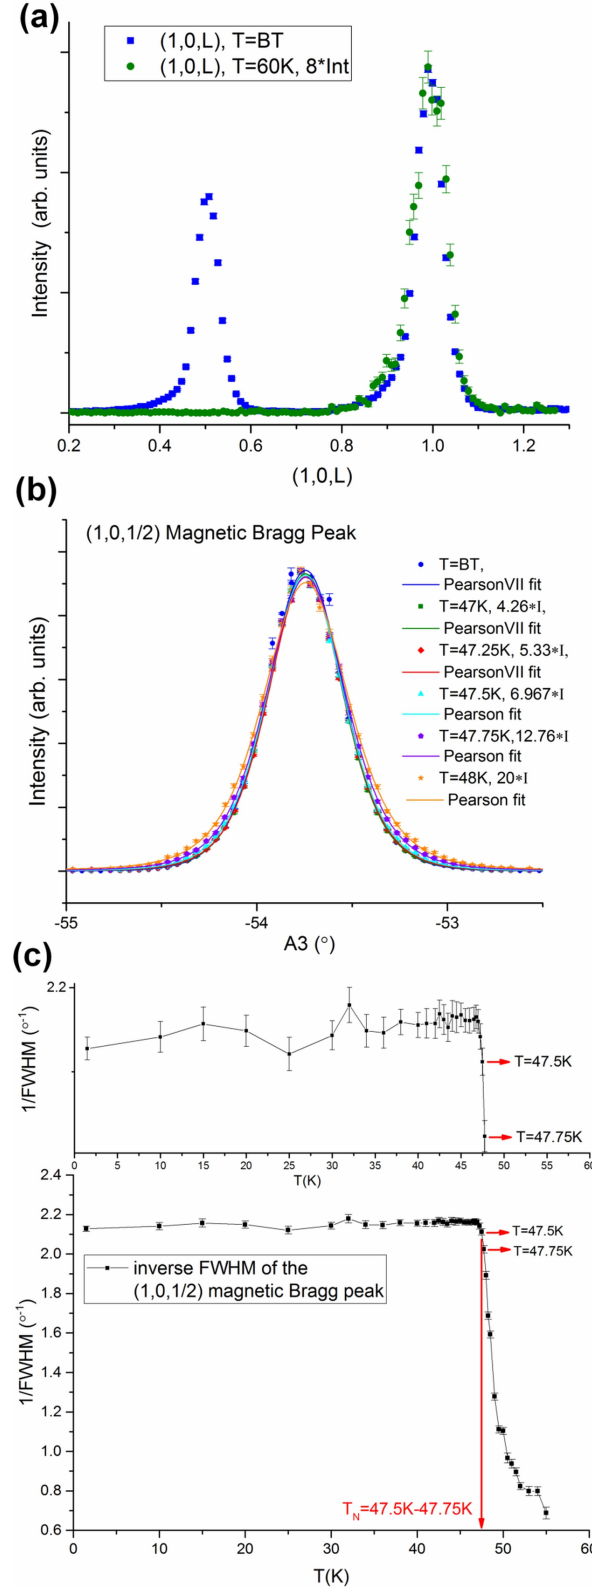 (a)
(1,0,L), T=BT
(1,0,L), T=60K, 8*Int
Intensity (arb. units)
0.2 0.4 0.6 0.8 1.0 1.2
(1,0,L)
(b)
(1,0,1/2) Magnetic Bragg Peak
T=BT,
PearsonVII fit
T=47K, 4.26*I,
PearsonVII fit
T=47.25K, 5.33*I,
PearsonVII fit
T=47.5K, 6.967*I
Pearson fit
T=47.75K,12.76*I
Pearson fit
T=48K, 20*I
Pearson fit
Intensity (arb. units)
-55 -54 -53
A3 (°)
(c)
2.2
1/FWHM (°⁻¹)
T=47.5K
T=47.75K
0 5 10 15 20 25 30 35 40 45 50 55 60
T(K)
2.4
2.2
2.0
1.8
1.6
1.4
1.2
1.0
0.8
0.6
1/FWHM (°⁻¹)
T=47.5K
T=47.75K
inverse FWHM of the
(1,0,1/2) magnetic Bragg peak
T_N=47.5K-47.75K
0 10 20 30 40 50 60
T(K)